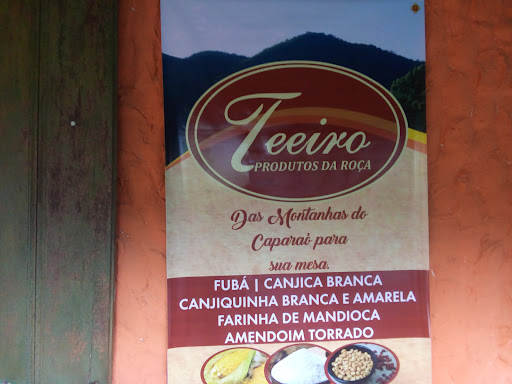 Teeiro
PRODUTOS DA ROÇA
Das Montanhas do
Caparaó para
sua mesa.
FUBÁ | CANJICA BRANCA
CANJIQUINHA BRANCA E AMARELA
FARINHA DE MANDIOCA
AMENDOIM TORRADO